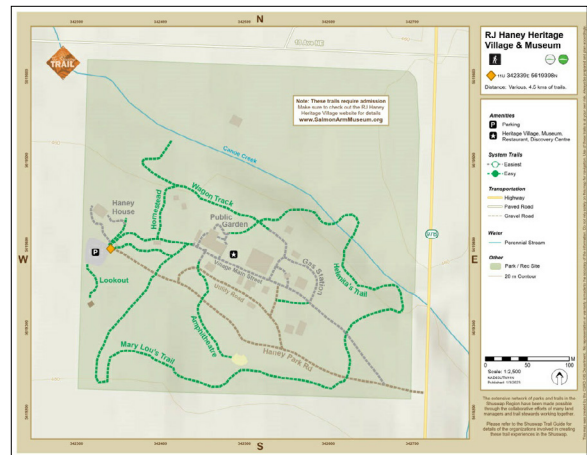 N
TRAIL
Note: These trails require admission
Make sure to check out the RJ Haney
Heritage Village website for details
www.SalmonArmMuseum.org
Canoe Creek
Wagon Track
Homestead
Haney
House
Public
Garden
P
Village Main Street
Gas Station
Helenka's Trail
97B
W
E
Lookout
Utility Road
Amphitheatre
Mary Lou's Trail
Haney Park Rd
S
RJ Haney Heritage
Village & Museum
Distance: Various. 4.5 kms of trails.
Amenities
P
Parking
Heritage Village, Museum,
Restaurant, Discovery Centre
System Trails
Easiest
Easy
Transportation
Highway
Paved Road
Gravel Road
Water
Perennial Stream
Other
Park / Rec Site
20 m Contour
0
50
100
M
Scale: 1:2,500
The extensive network of parks and trails in the
Shuswap Region have been made possible
through the collaborative efforts of many land
managers and trail stewards working together.
Please refer to the Shuswap Trail Guide for
details of the organizations involved in creating
these trail experiences in the Shuswap.